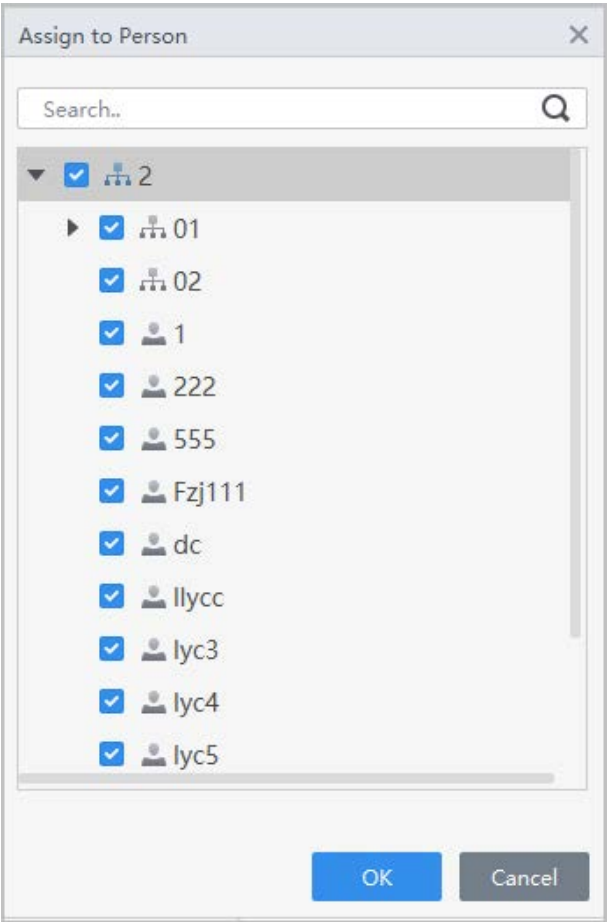 Assign to Person
Search..
2
01
02
1
222
555
Fzj111
dc
llycc
lyc3
lyc4
lyc5
OK
Cancel